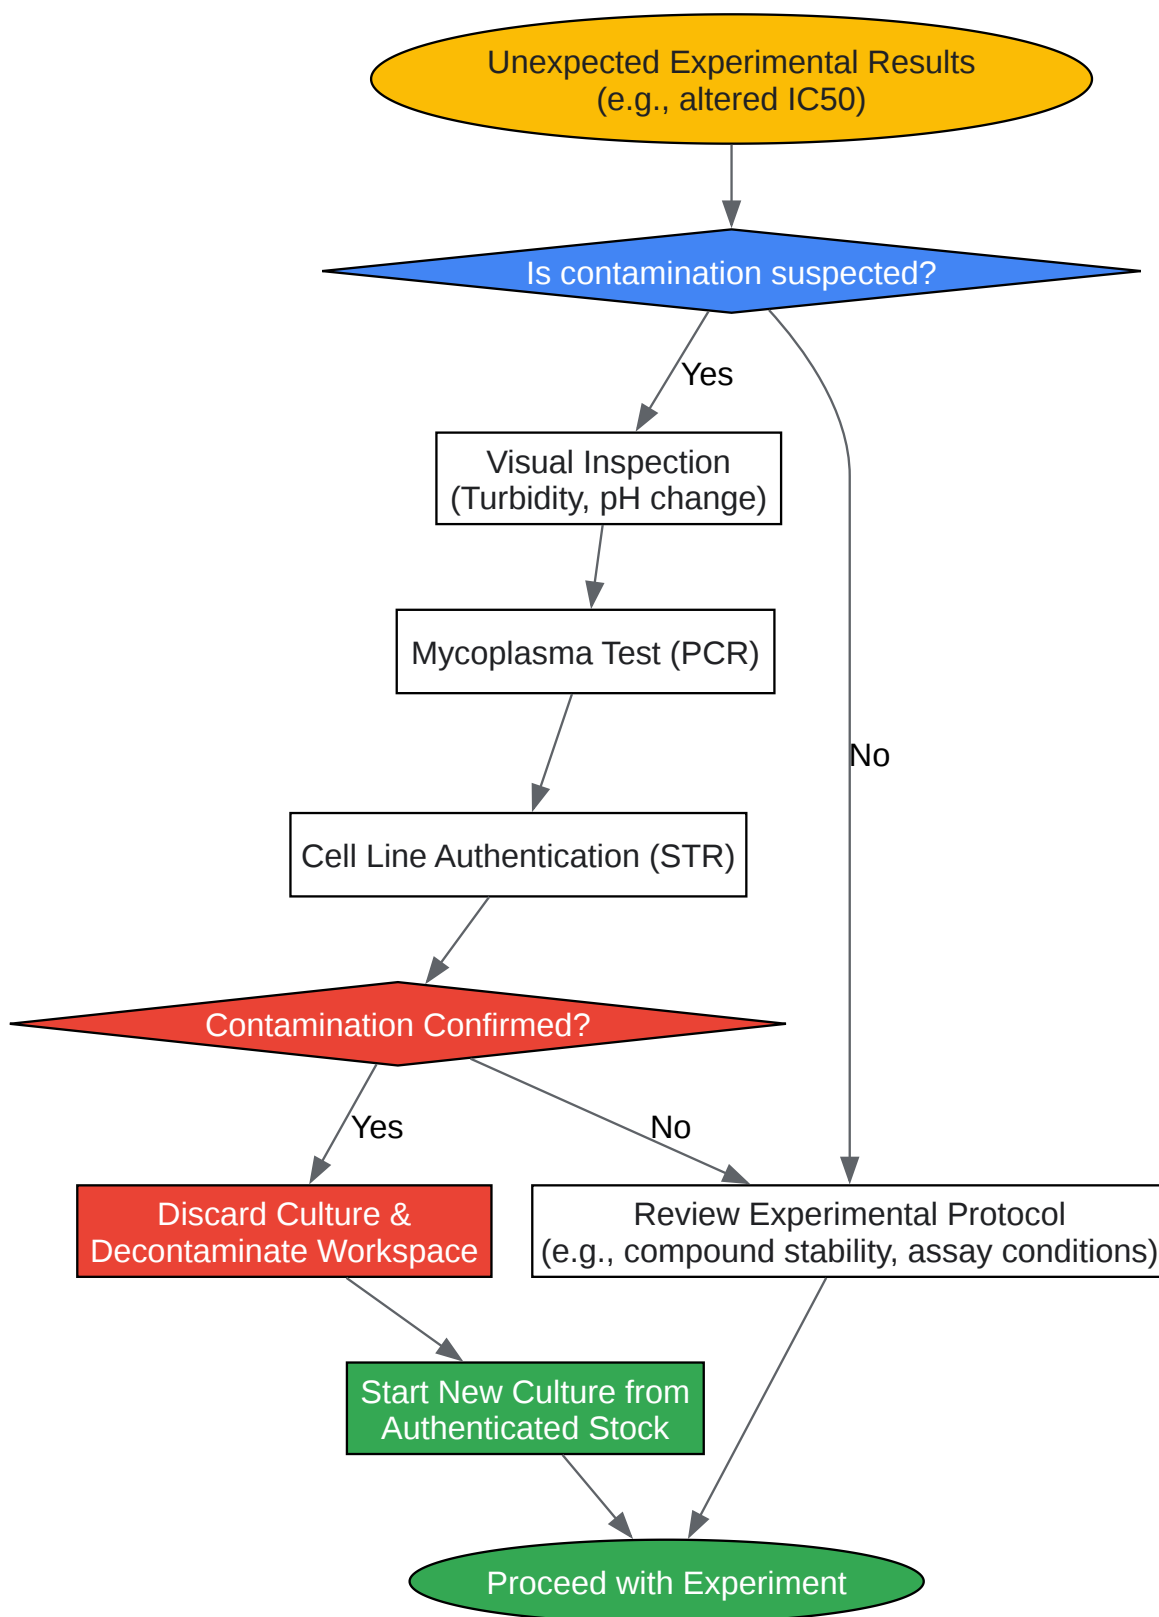 Unexpected Experimental Results
(e.g., altered IC50)
Is contamination suspected?
Yes
Visual Inspection
(Turbidity, pH change)
Mycoplasma Test (PCR)
No
Cell Line Authentication (STR)
Contamination Confirmed?
Yes
No
Discard Culture &
Decontaminate Workspace
Review Experimental Protocol
(e.g., compound stability, assay conditions)
Start New Culture from
Authenticated Stock
Proceed with Experiment